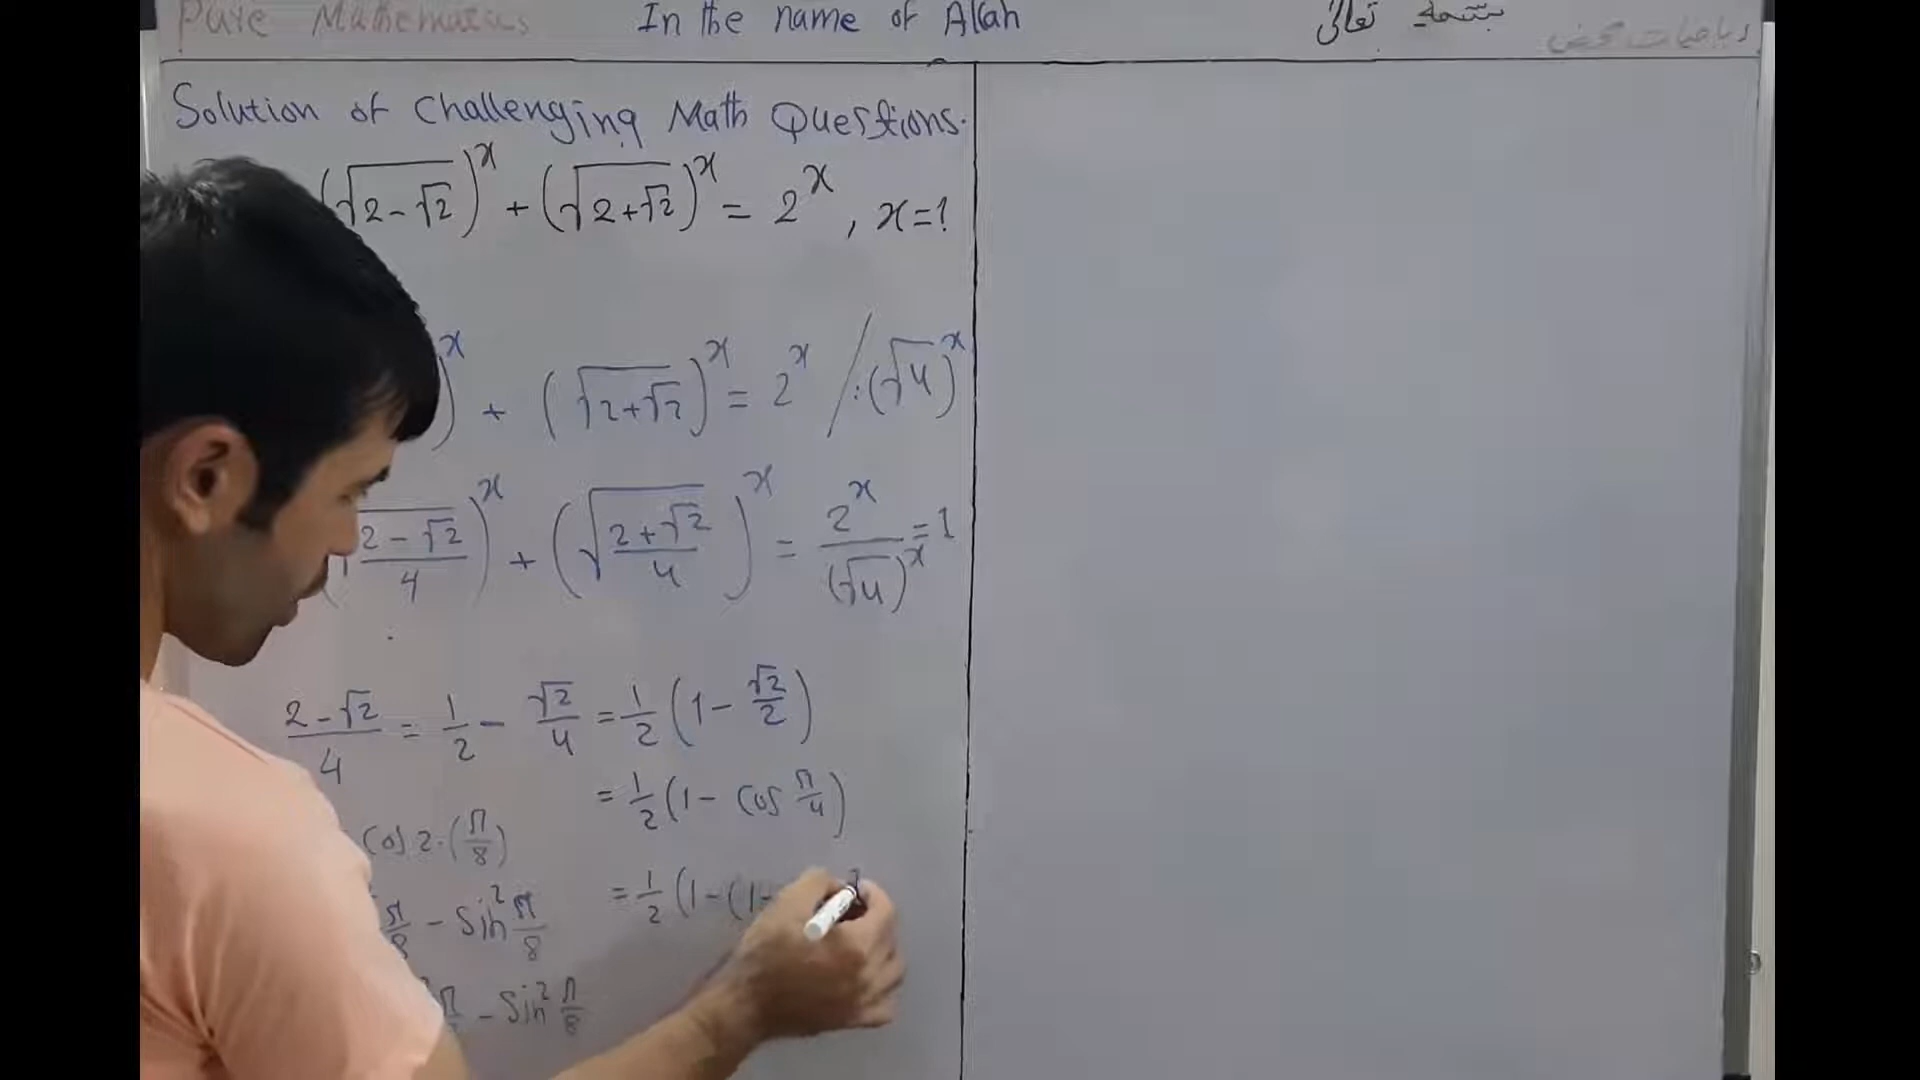 Pure Mathematics In the name of Allah بسمه تعالی ریاضیات محض
Solution of Challenging Math Questions.
(√(2-√2))^x + (√(2+√2))^x = 2^x , x=?
)^x + (√(2+√2))^x = 2^x / :(√4)^x
(√((2-√2)/4))^x + (√((2+√2)/4))^x = 2^x/(√4)^x = 1
(2-√2)/4 = 1/2 - √2/4 = 1/2 (1 - √2/2)
= 1/2 (1 - cos π/4)
cos 2·(π/8)
= 1/2 (1-(1-
π/8 - Sin² π/8
- Sin² π/8